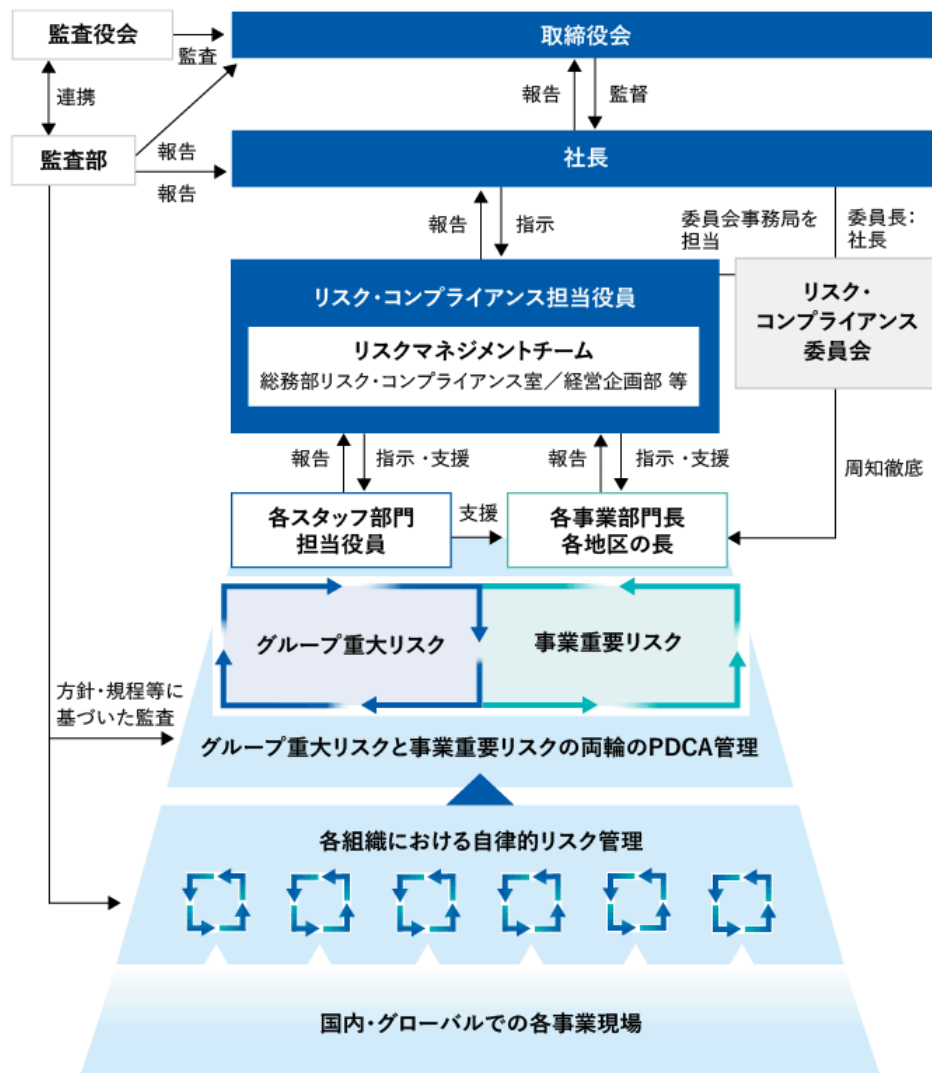 監査役会
監査
取締役会
連携
報告
監督
監査部
報告
報告
社長
報告
指示
委員会事務局を
担当
委員長：
社長
リスク・コンプライアンス担当役員
リスクマネジメントチーム
総務部リスク・コンプライアンス室／経営企画部 等
リスク・
コンプライアンス
委員会
報告
指示・支援
報告
指示・支援
周知徹底
各スタッフ部門
担当役員
支援
各事業部門長
各地区の長
グループ重大リスク
事業重要リスク
方針・規程等に
基づいた監査
グループ重大リスクと事業重要リスクの両輪のPDCA管理
各組織における自律的リスク管理
国内・グローバルでの各事業現場